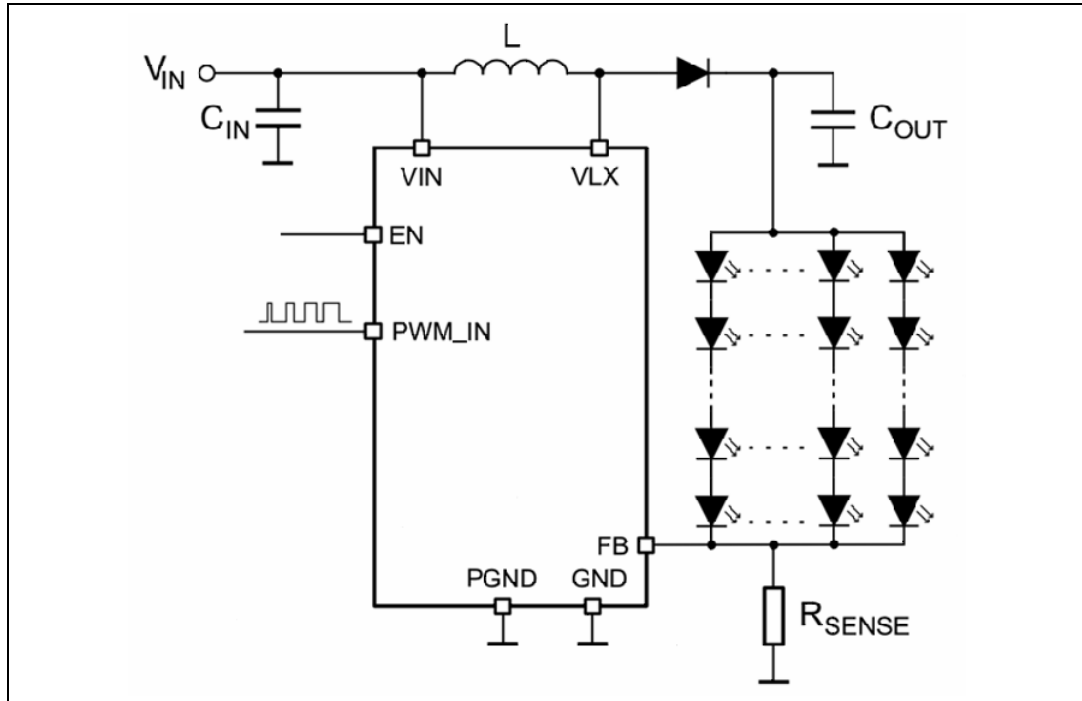 L
VIN
CIN
COUT
VIN
VLX
EN
PWM_IN
FB
PGND
GND
RSENSE